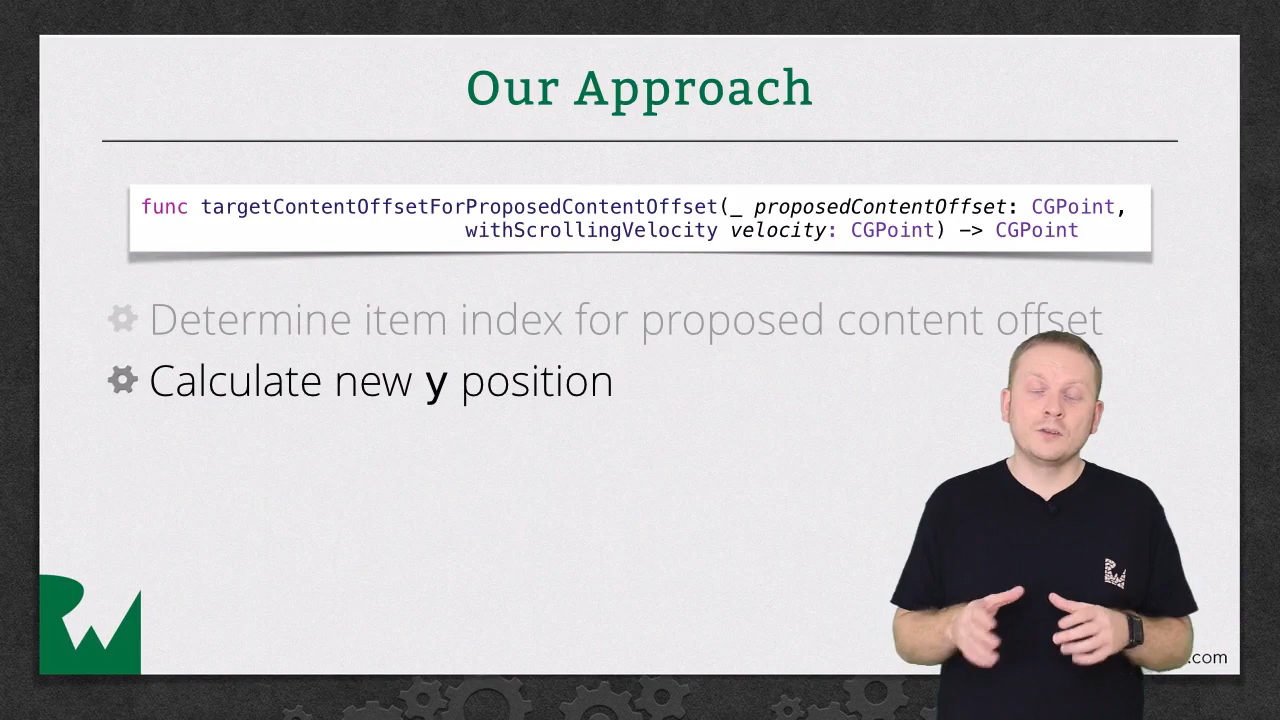 Our Approach
func targetContentOffsetForProposedContentOffset(_ proposedContentOffset: CGPoint,
withScrollingVelocity velocity: CGPoint) -> CGPoint
Determine item index for proposed content offset
Calculate new y position
RW
.com